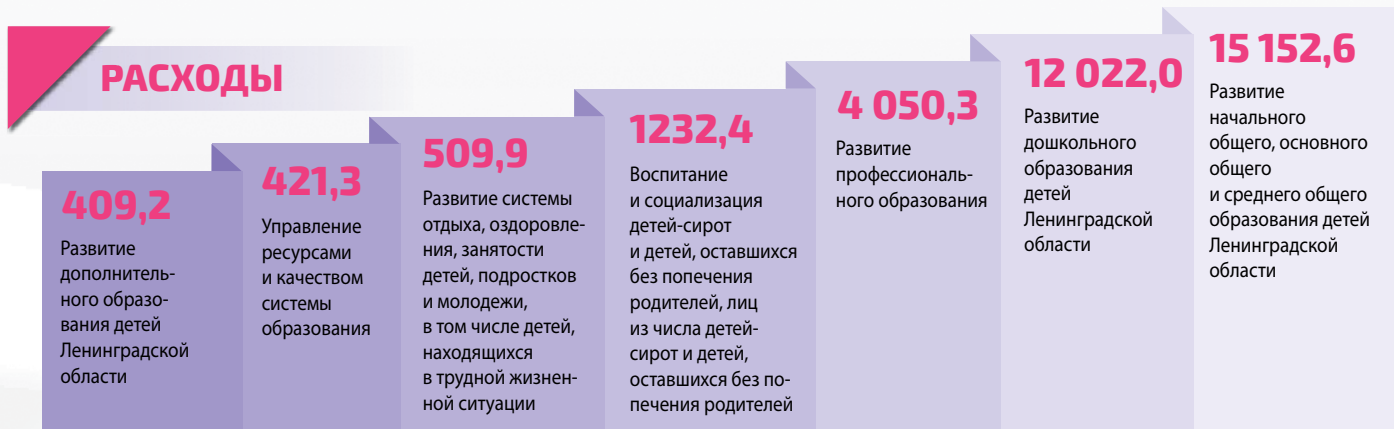 РАСХОДЫ
409,2
Развитие
дополнитель-
ного образо-
вания детей
Ленинградской
области
421,3
Управление
ресурсами
и качеством
системы
образования
509,9
Развитие системы
отдыха, оздоровле-
ния, занятости
детей, подростков
и молодежи,
в том числе детей,
находящихся
в трудной жизнен-
ной ситуации
1232,4
Воспитание
и социализация
детей-сирот
и детей, оставшихся
без попечения
родителей, лиц
из числа детей-
сирот и детей,
оставшихся без по-
печения родителей
4 050,3
Развитие
профессиональ-
ного образования
12 022,0
Развитие
дошкольного
образования
детей
Ленинградской
области
15 152,6
Развитие
начального
общего, основного
общего
и среднего общего
образования детей
Ленинградской
области